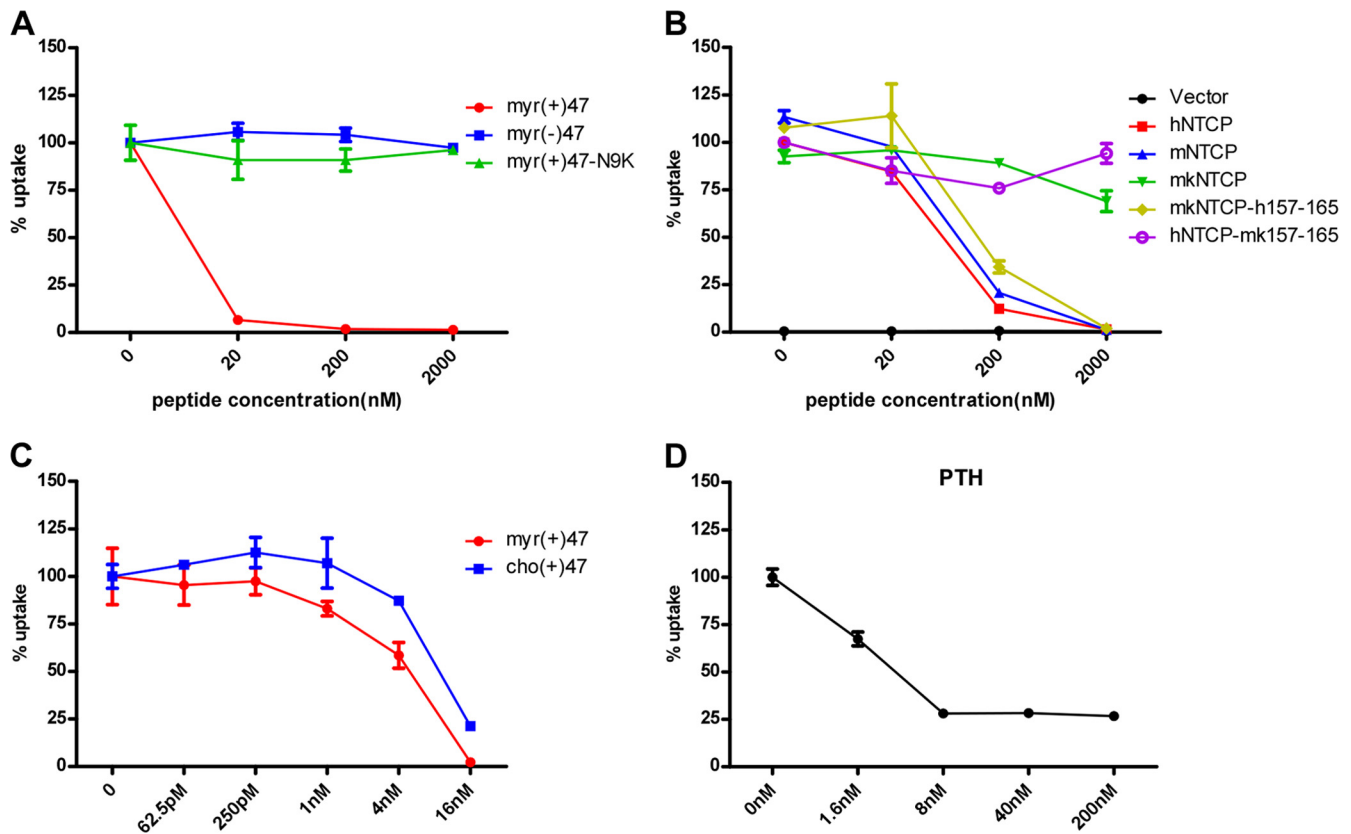 A
150
125
100
75
50
25
0
% uptake
0
20
200
2000
peptide concentration(nM)
myr(+)47
myr(-)47
myr(+)47-N9K
B
150
125
100
75
50
25
0
% uptake
0
20
200
2000
peptide concentration(nM)
Vector
hNTCP
mNTCP
mkNTCP
mkNTCP-h157-165
hNTCP-mk157-165
C
150
125
100
75
50
25
0
% uptake
0
62.5pM
250pM
1nM
4nM
16nM
myr(+)47
cho(+)47
D
PTH
150
125
100
75
50
25
0
% uptake
0nM
1.6nM
8nM
40nM
200nM